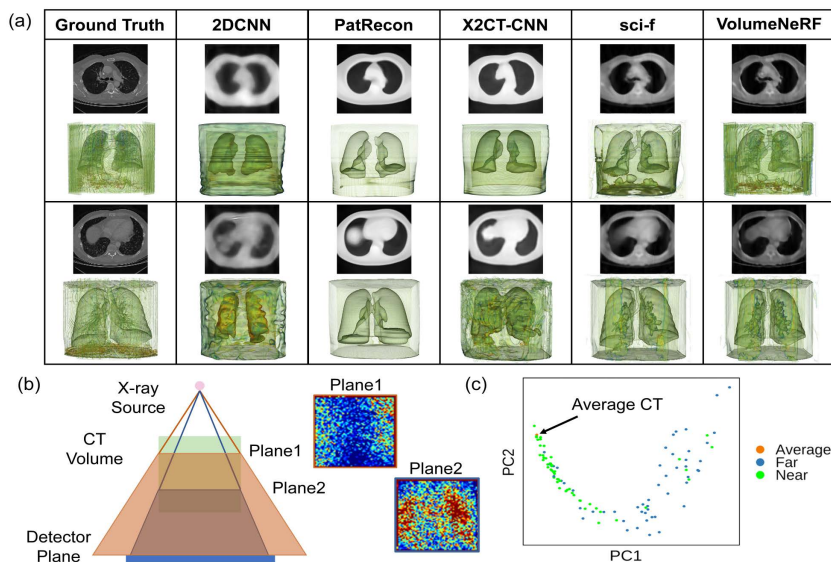 (a)
Ground Truth 2DCNN PatRecon X2CT-CNN sci-f VolumeNeRF
(b)
X-ray
Source
CT
Volume
Plane1
Plane2
Detector
Plane
Plane1
Plane2
(c)
Average CT
PC2
PC1
Average
Far
Near